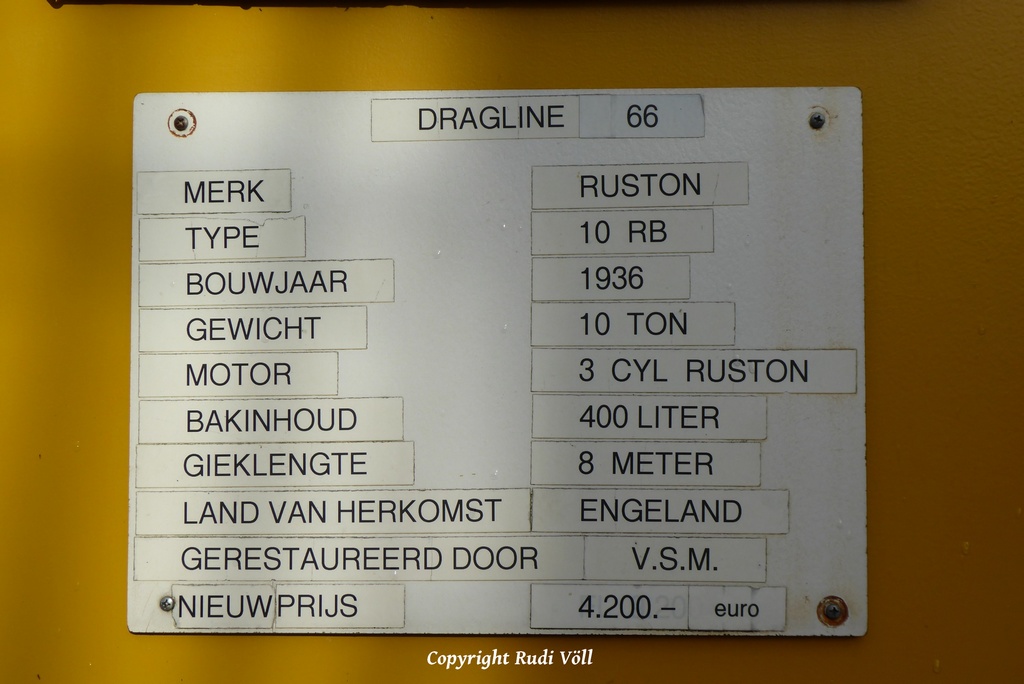 DRAGLINE 66
MERK RUSTON
TYPE 10 RB
BOUWJAAR 1936
GEWICHT 10 TON
MOTOR 3 CYL RUSTON
BAKINHOUD 400 LITER
GIEKLENGTE 8 METER
LAND VAN HERKOMST ENGELAND
GERESTAUREERD DOOR V.S.M.
NIEUWPRIJS 4.200.– euro
Copyright Rudi Völl